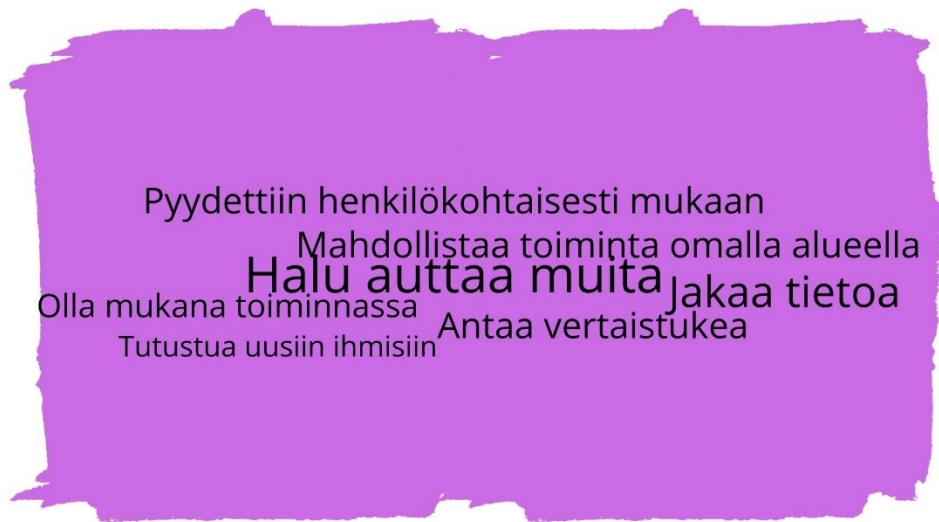 Pyydettiin henkilökohtaisesti mukaan
Mahdollistaa toiminta omalla alueella
Halu auttaa muita
Jakaa tietoa
Olla mukana toiminnassa
Antaa vertaistukea
Tutustua uusiin ihmisiin